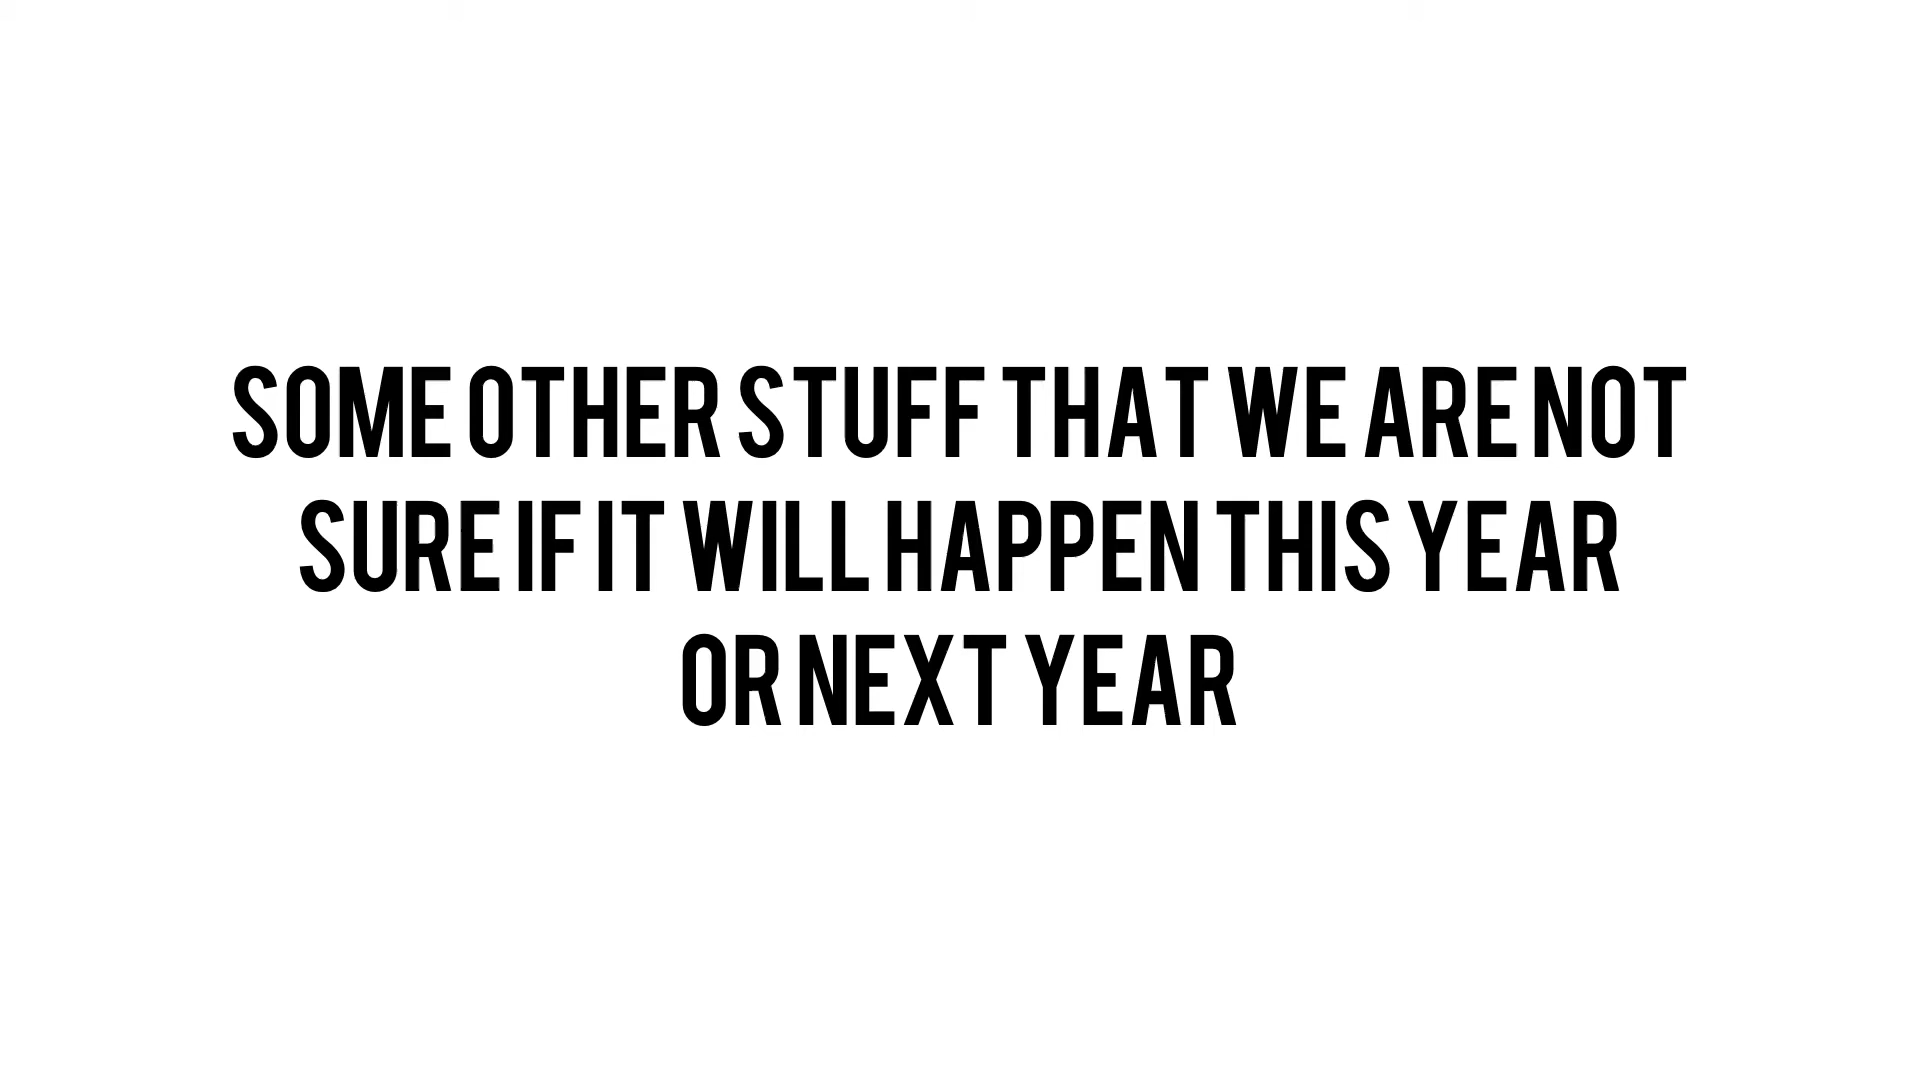 SOME OTHER STUFF THAT WE ARE NOT
SURE IF IT WILL HAPPEN THIS YEAR
OR NEXT YEAR